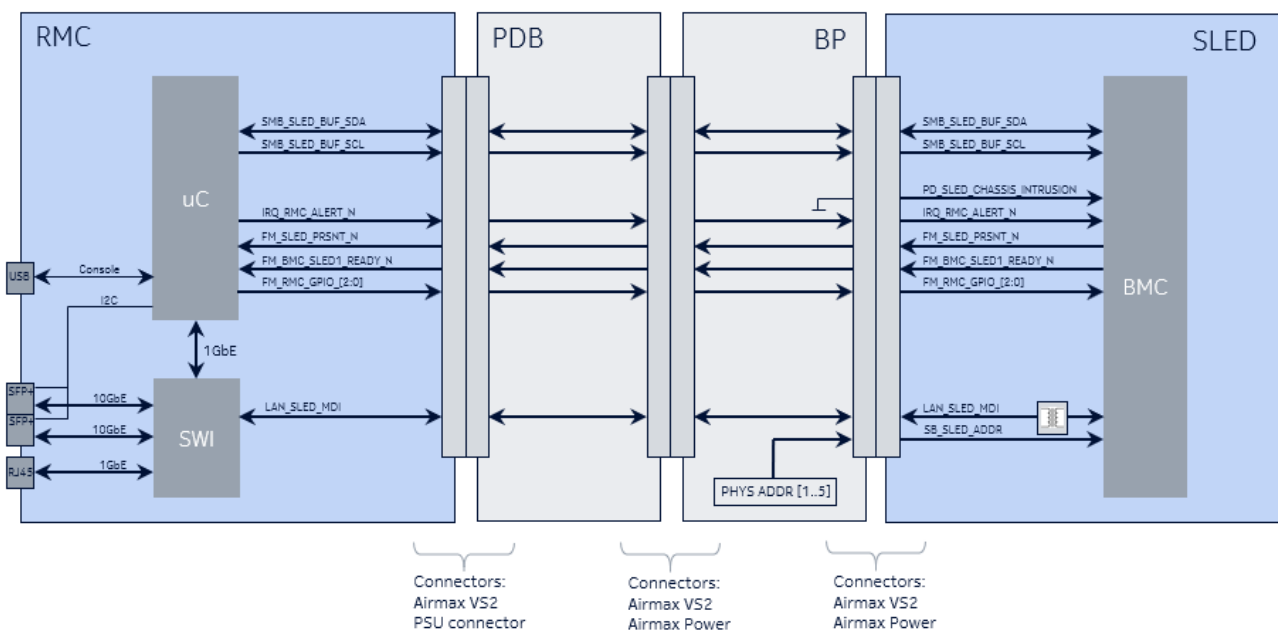 RMC
PDB
BP
SLED
SMB_SLED_BUF_SDA
SMB_SLED_BUF_SDA
SMB_SLED_BUF_SCL
SMB_SLED_BUF_SCL
uC
PD_SLED_CHASSIS_INTRUSION
IRQ_RMC_ALERT_N
IRQ_RMC_ALERT_N
FM_SLED_PRSNT_N
FM_SLED_PRSNT_N
FM_BMC_SLED1_READY_N
FM_BMC_SLED1_READY_N
USB
Console
FM_RMC_GPIO_[2:0]
FM_RMC_GPIO_[2:0]
BMC
I2C
1GbE
SFP+
10GbE
LAN_SLED_MDI
LAN_SLED_MDI
SFP+
10GbE
SWI
SB_SLED_ADDR
RJ45
1GbE
PHYS ADDR [1..5]
Connectors:
Airmax VS2
PSU connector
Connectors:
Airmax VS2
Airmax Power
Connectors:
Airmax VS2
Airmax Power